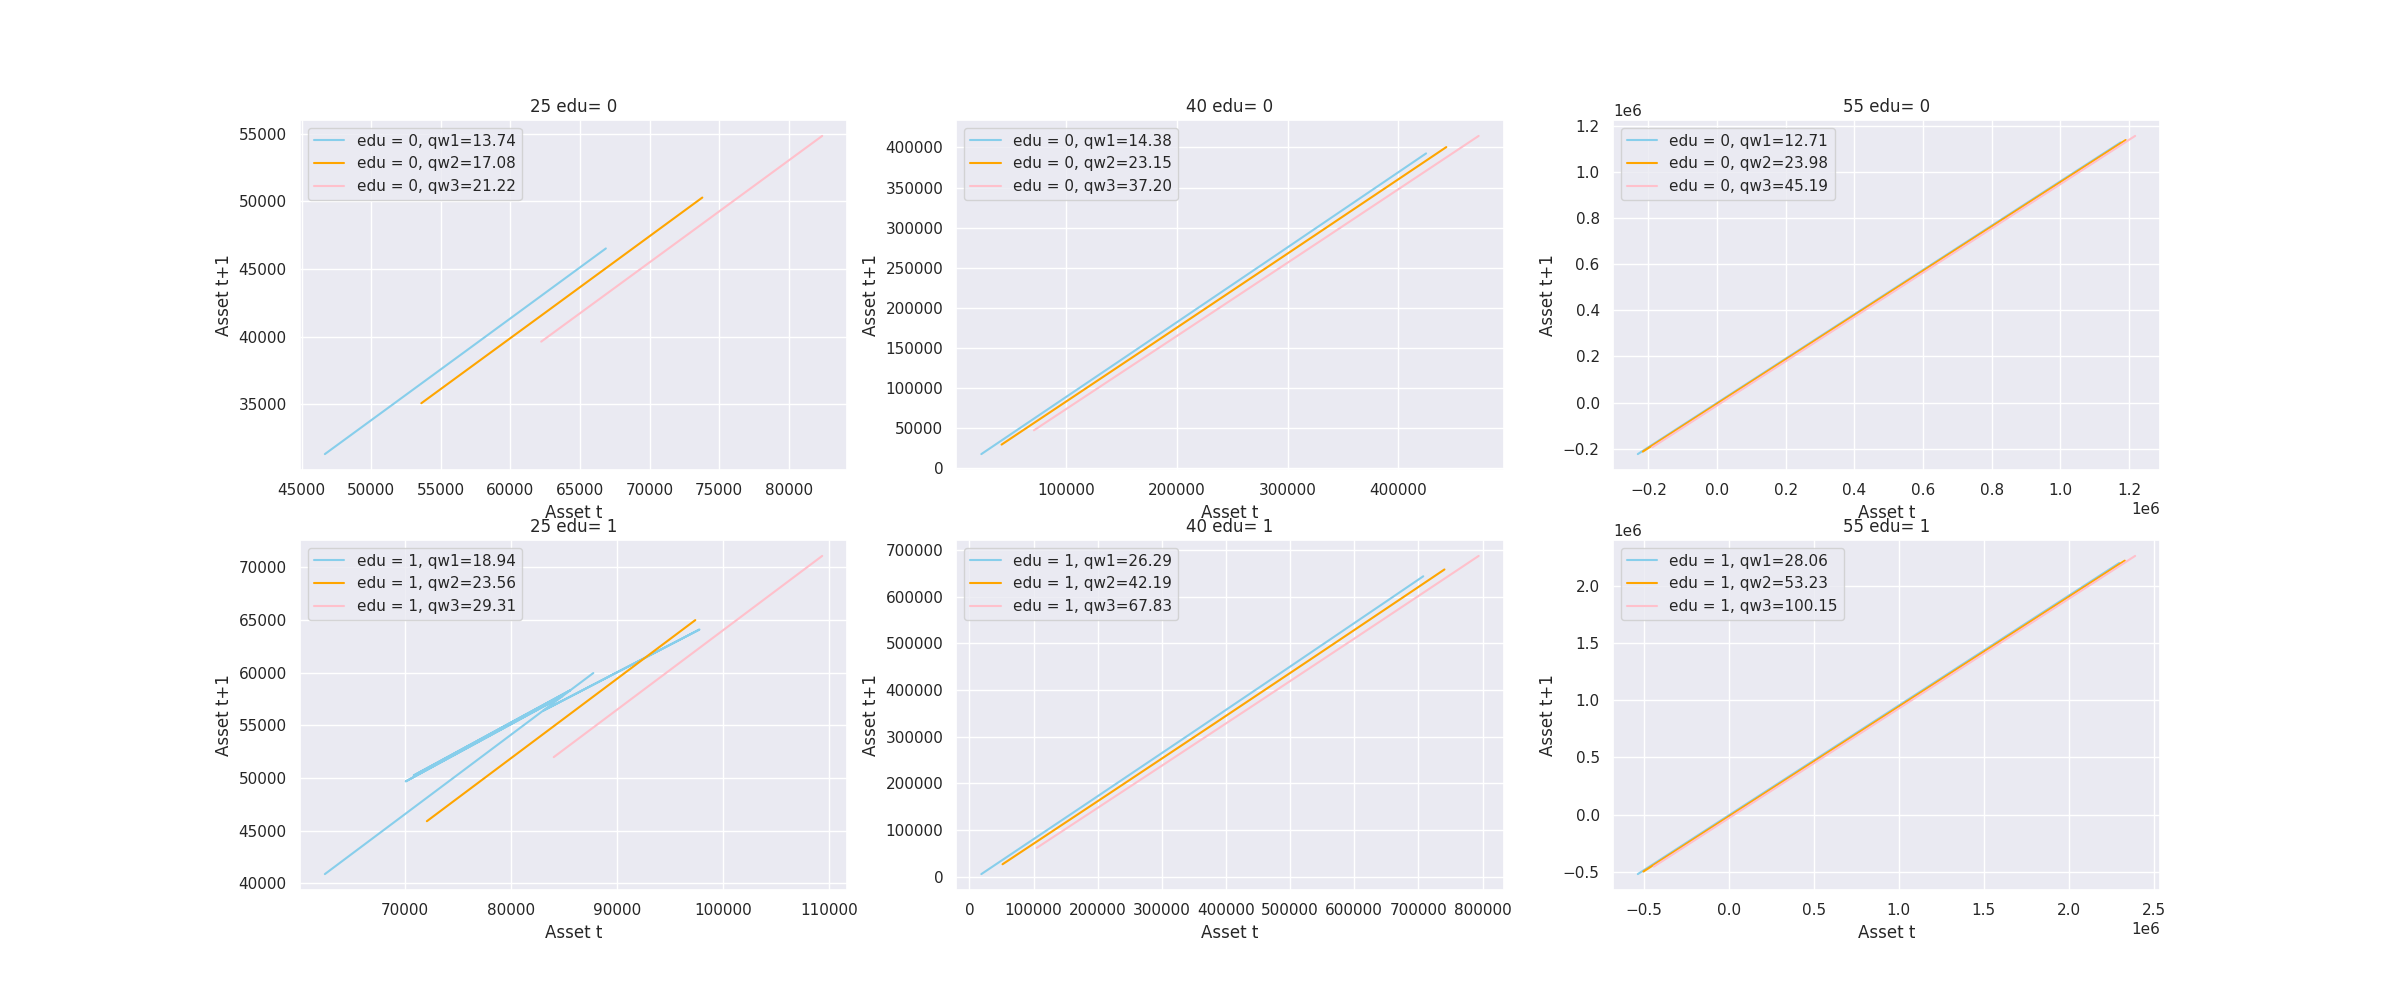 25 edu= 0
edu = 0, qw1=13.74
edu = 0, qw2=17.08
edu = 0, qw3=21.22
55000
50000
45000
40000
35000
Asset t+1
45000 50000 55000 60000 65000 70000 75000 80000
Asset t
40 edu= 0
edu = 0, qw1=14.38
edu = 0, qw2=23.15
edu = 0, qw3=37.20
400000
350000
300000
250000
200000
150000
100000
50000
0
Asset t+1
100000 200000 300000 400000
Asset t
55 edu= 0
1e6
edu = 0, qw1=12.71
edu = 0, qw2=23.98
edu = 0, qw3=45.19
1.2
1.0
0.8
0.6
0.4
0.2
0.0
−0.2
Asset t+1
−0.2 0.0 0.2 0.4 0.6 0.8 1.0 1.2
1e6
Asset t
25 edu= 1
edu = 1, qw1=18.94
edu = 1, qw2=23.56
edu = 1, qw3=29.31
70000
65000
60000
55000
50000
45000
40000
Asset t+1
70000 80000 90000 100000 110000
Asset t
40 edu= 1
edu = 1, qw1=26.29
edu = 1, qw2=42.19
edu = 1, qw3=67.83
700000
600000
500000
400000
300000
200000
100000
0
Asset t+1
0 100000 200000 300000 400000 500000 600000 700000 800000
Asset t
55 edu= 1
1e6
edu = 1, qw1=28.06
edu = 1, qw2=53.23
edu = 1, qw3=100.15
2.0
1.5
1.0
0.5
0.0
−0.5
Asset t+1
−0.5 0.0 0.5 1.0 1.5 2.0 2.5
1e6
Asset t